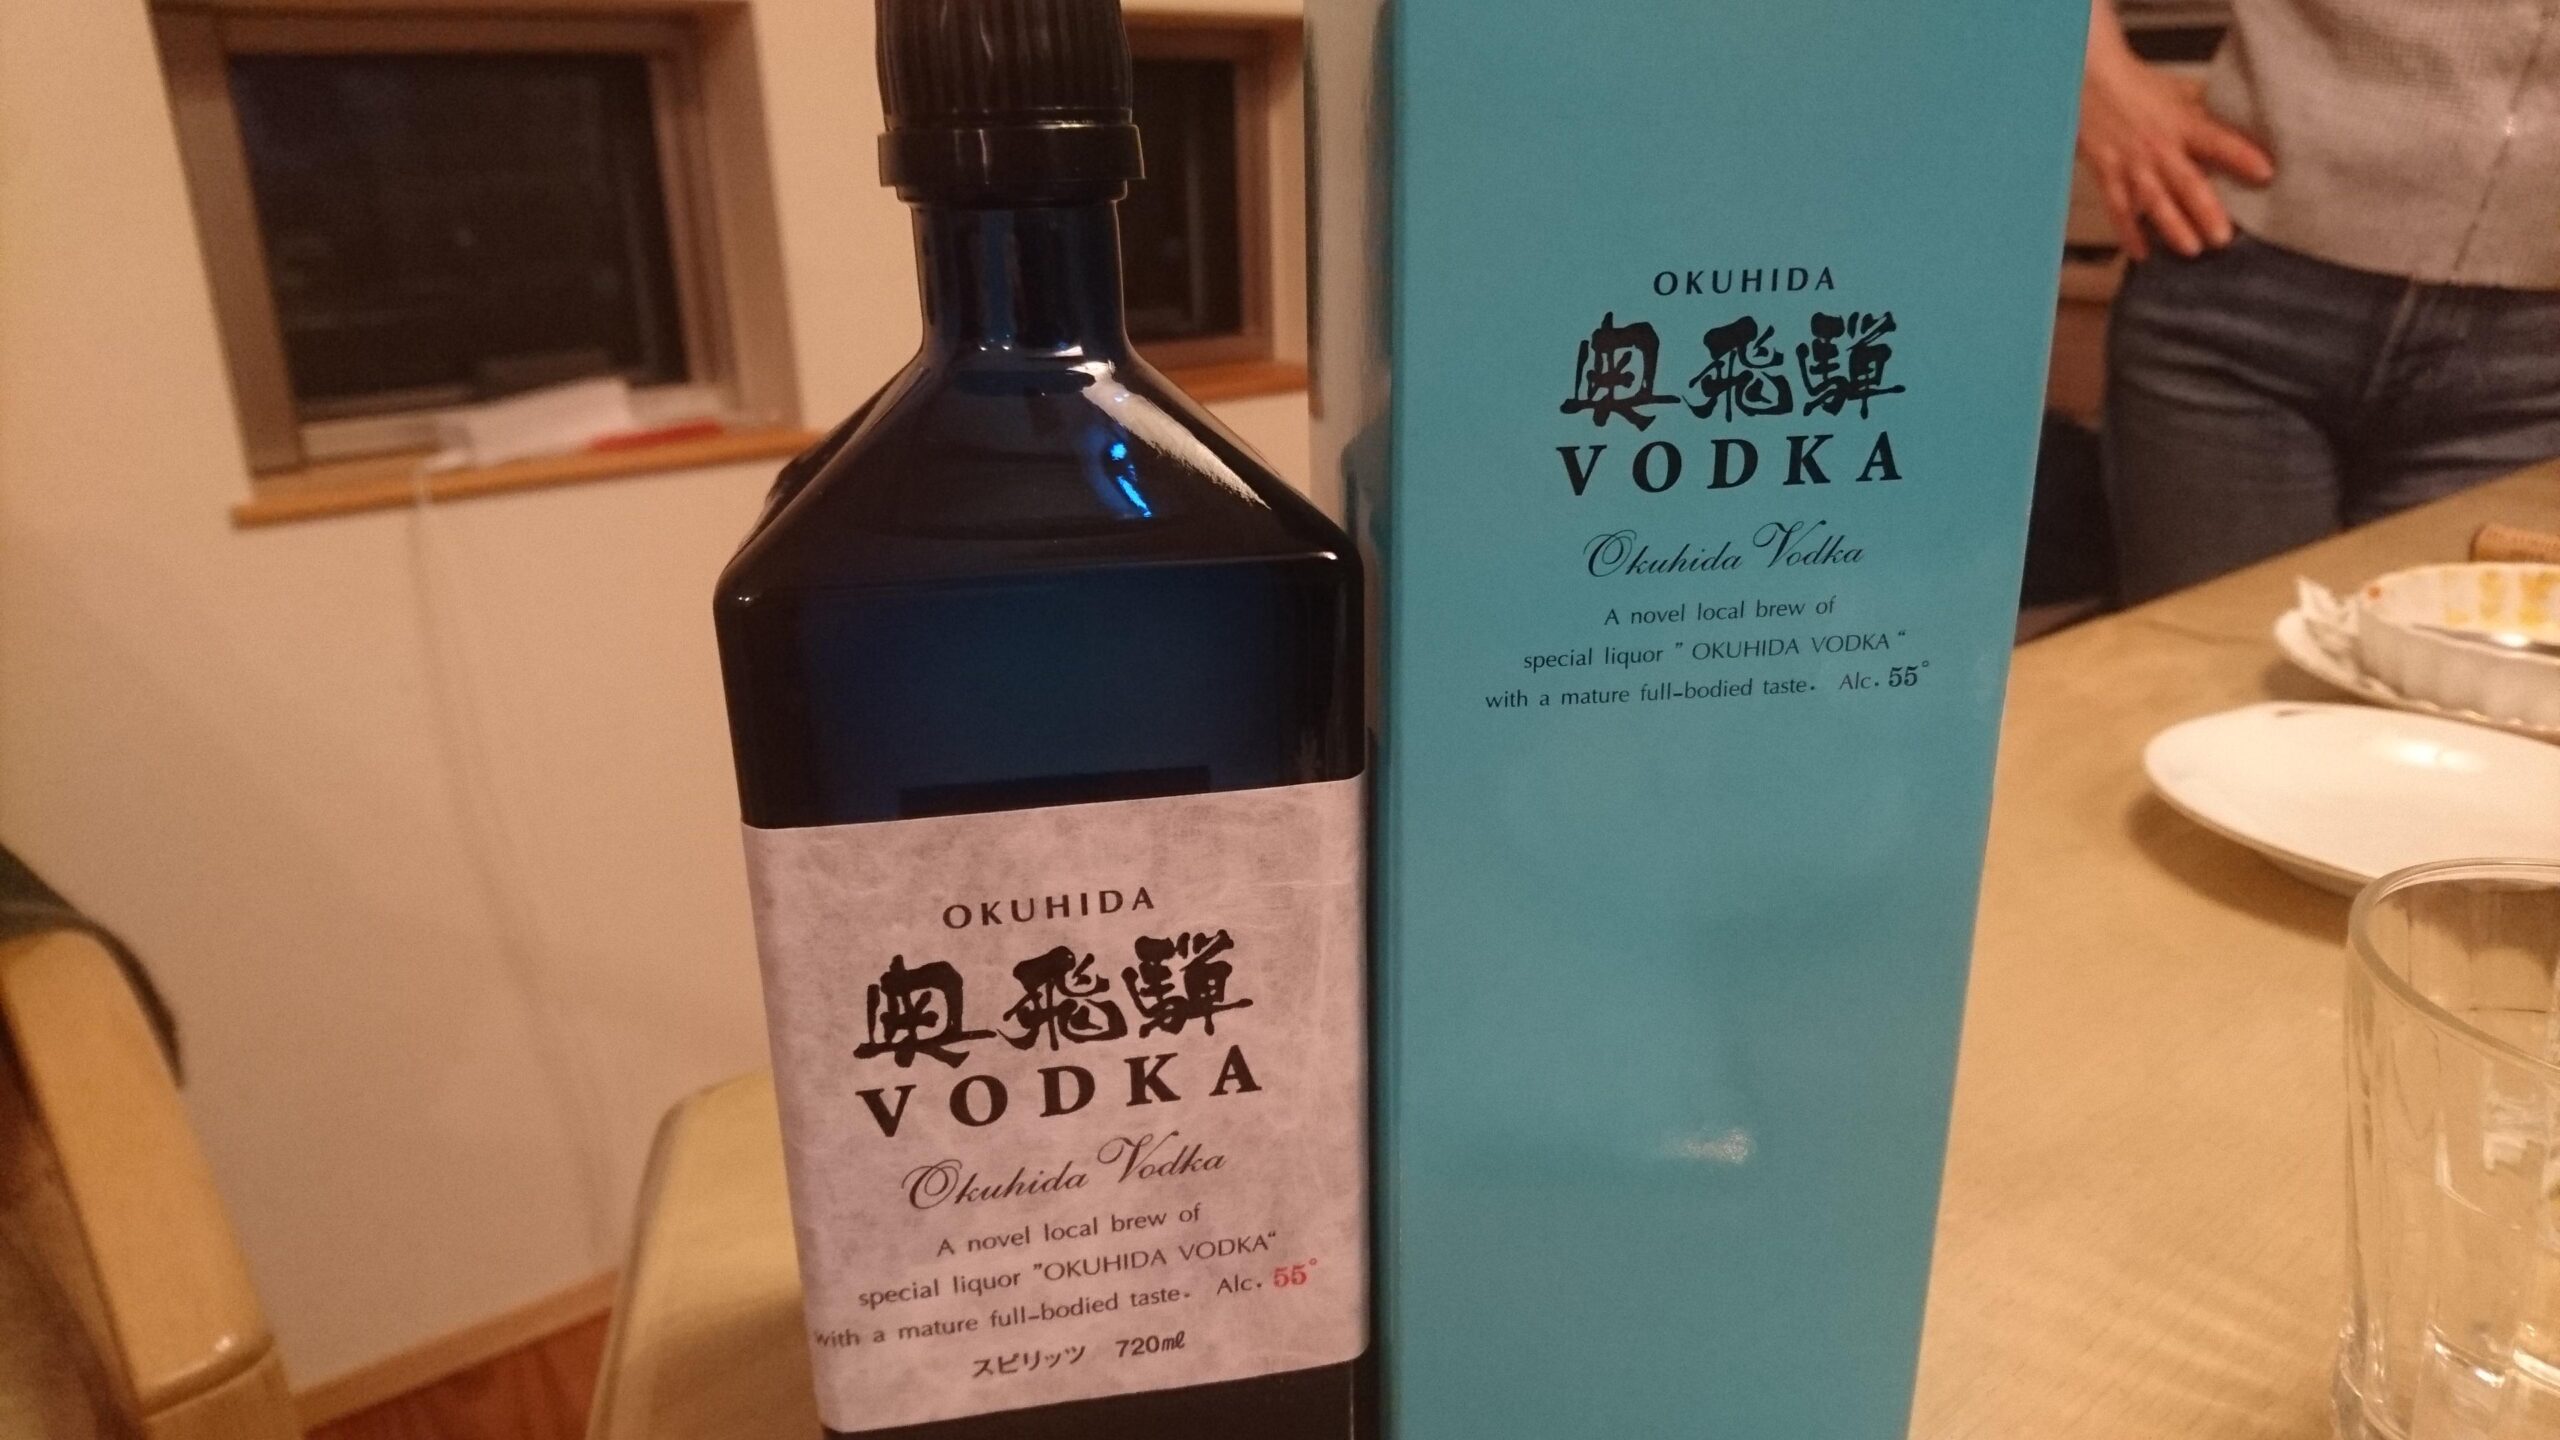 OKUHIDA
奥飛騨
VODKA
Okuhida Vodka
A novel local brew of
special liquor "OKUHIDA VODKA"
with a mature full-bodied taste. Alc. 55°
スピリッツ 720㎖
OKUHIDA
奥飛騨
VODKA
Okuhida Vodka
A novel local brew of
special liquor " OKUHIDA VODKA "
with a mature full-bodied taste. Alc. 55°